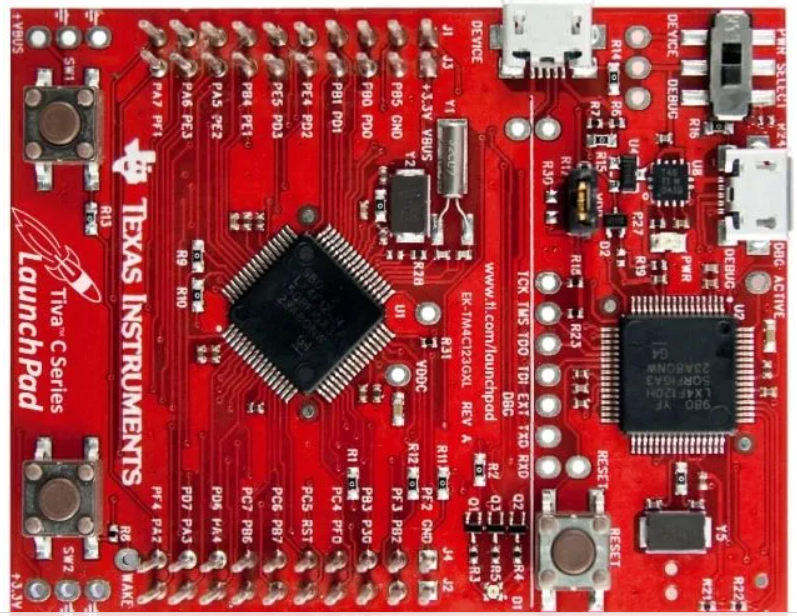 +VBUS
SW1
PA7 PF1
PA6 PE3
PA5 PE2
PB4 PE1
PE5 PD3
PE4 PD2
PB1 PD1
PB0 PD0
PB5 GND
+3.3V VBUS
J1
J3
DEVICE
Y1
Y2
R14
R7
R6
R15
R30
U4
U8
R16
DEVICE
DEBUG
PWR SELECT
R24
D2
P27
R19
PWR
DEBUG
DBG ACTIVE
R13
TEXAS INSTRUMENTS
Tiva™ C Series
LaunchPad
R9
R10
U1
R28
R31
VDDC
www.ti.com/launchpad
EK-TM4C123GXL REV A
R18
R23
TCK
TMS
TDO
TDI
EXT
DBG
TXD
RXD
U2
980 YF
LX4F120H
5QRFIGA3
23A80NW
G4
R1
R12
R11
R2
PF4 PA2
PD7 PA3
PD6 PA4
PC7 PB6
PC6 PB7
PC5 RST
PC4 PF0
PB3 P3D
PF3 PB2
PF2 GND
J4
J2
R8
SW2
WAKE
+3.3V
Q1
Q3
Q2
R3
R5
R4
D1
RESET
RESET
Y5
R21
R22